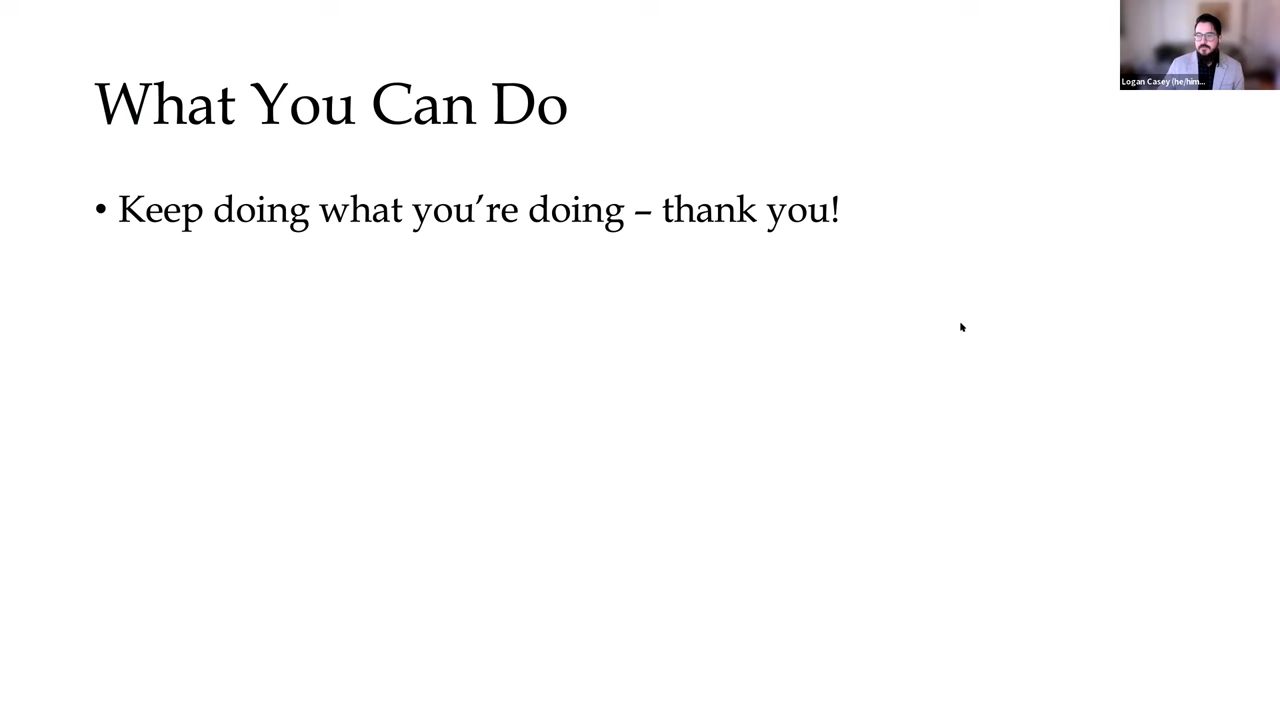 Logan Casey (he/him...
What You Can Do
• Keep doing what you’re doing – thank you!